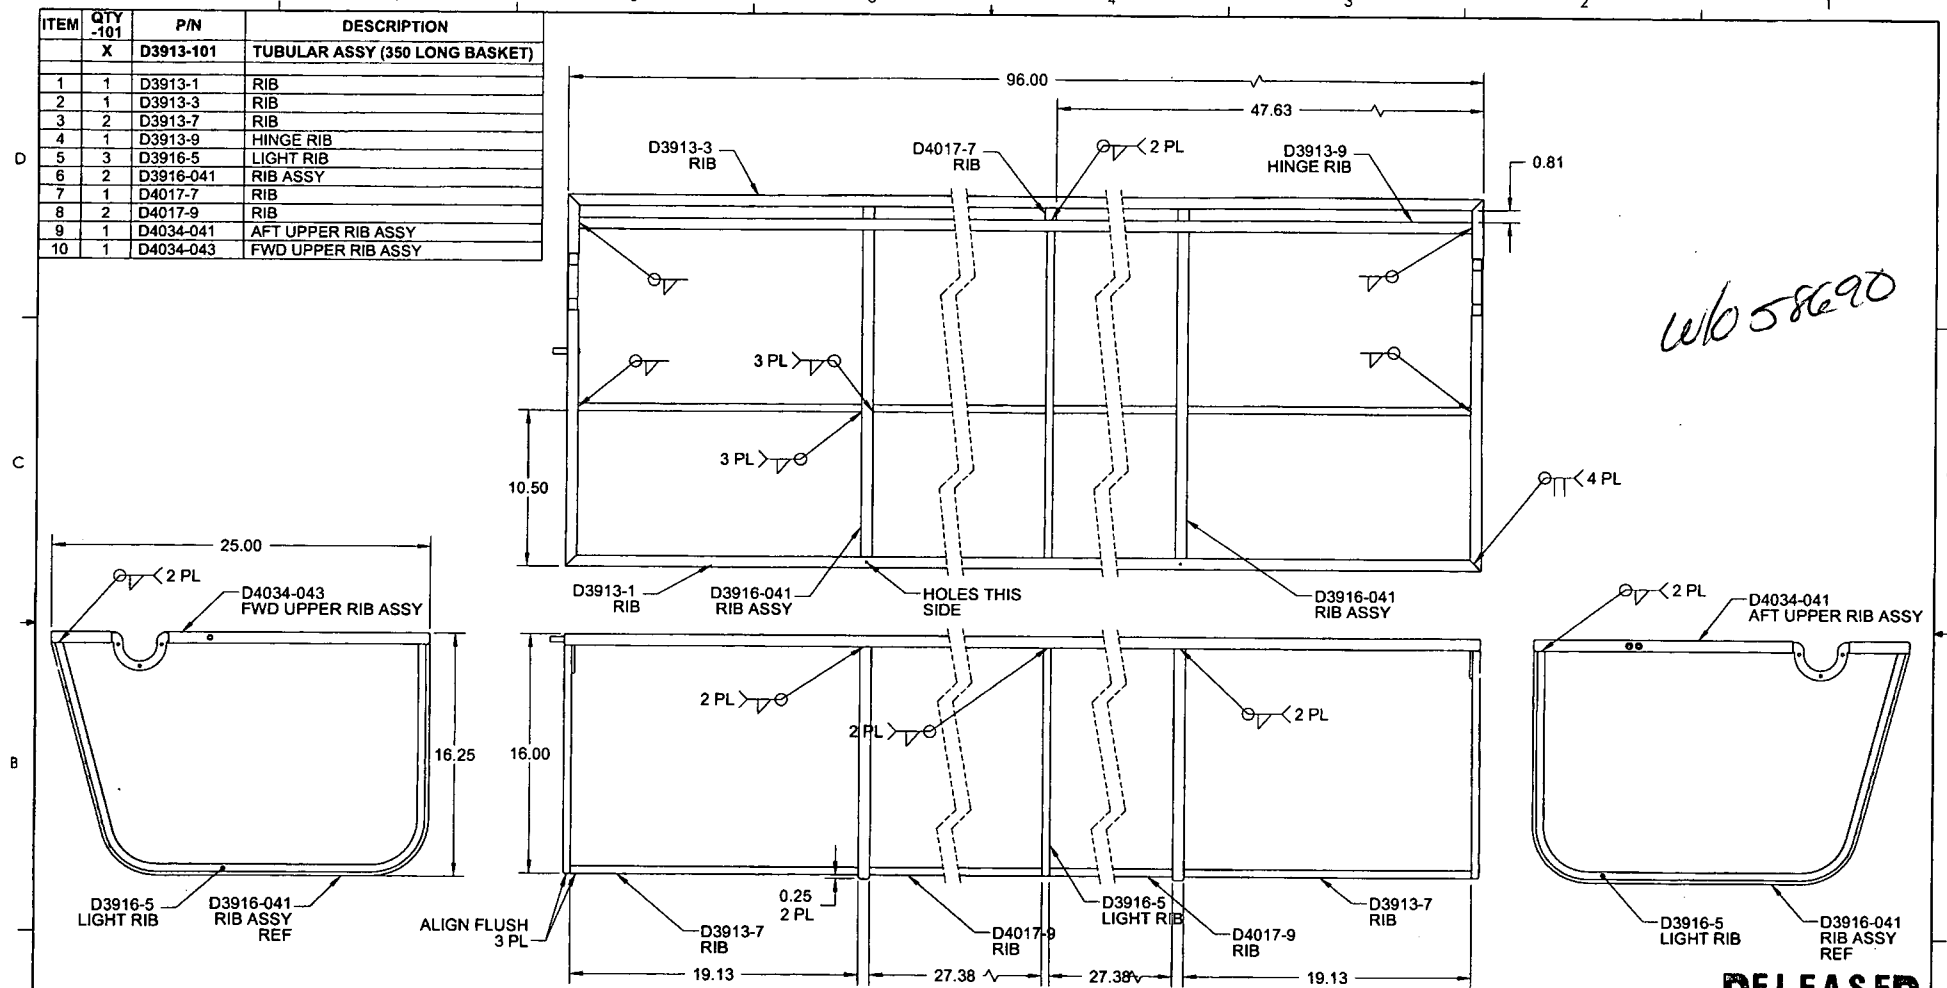 4 3 2 1
ITEM QTY -101 P/N DESCRIPTION
X D3913-101 TUBULAR ASSY (350 LONG BASKET)
1 1 D3913-1 RIB
2 1 D3913-3 RIB
3 2 D3913-7 RIB
4 1 D3913-9 HINGE RIB
5 3 D3916-5 LIGHT RIB
6 2 D3916-041 RIB ASSY
7 1 D4017-7 RIB
8 2 D4017-9 RIB
9 1 D4034-041 AFT UPPER RIB ASSY
10 1 D4034-043 FWD UPPER RIB ASSY
96.00
47.63
D
D3913-3
RIB
D4017-7
RIB
2 PL
D3913-9
HINGE RIB
0.81
W/O 58690
3 PL
C
3 PL
10.50
4 PL
D3913-1
RIB
D3916-041
RIB ASSY
HOLES THIS
SIDE
D3916-041
RIB ASSY
25.00
2 PL
D4034-043
FWD UPPER RIB ASSY
2 PL
D4034-041
AFT UPPER RIB ASSY
B
16.25
16.00
2 PL
2 PL
2 PL
D3916-5
LIGHT RIB
D3916-041
RIB ASSY
REF
ALIGN FLUSH
3 PL
D3913-7
RIB
0.25
2 PL
D4017-9
RIB
D3916-5
LIGHT RIB
D4017-9
RIB
D3913-7
RIB
D3916-5
LIGHT RIB
D3916-041
RIB ASSY
REF
19.13
27.38
27.38
19.13
RELEASED